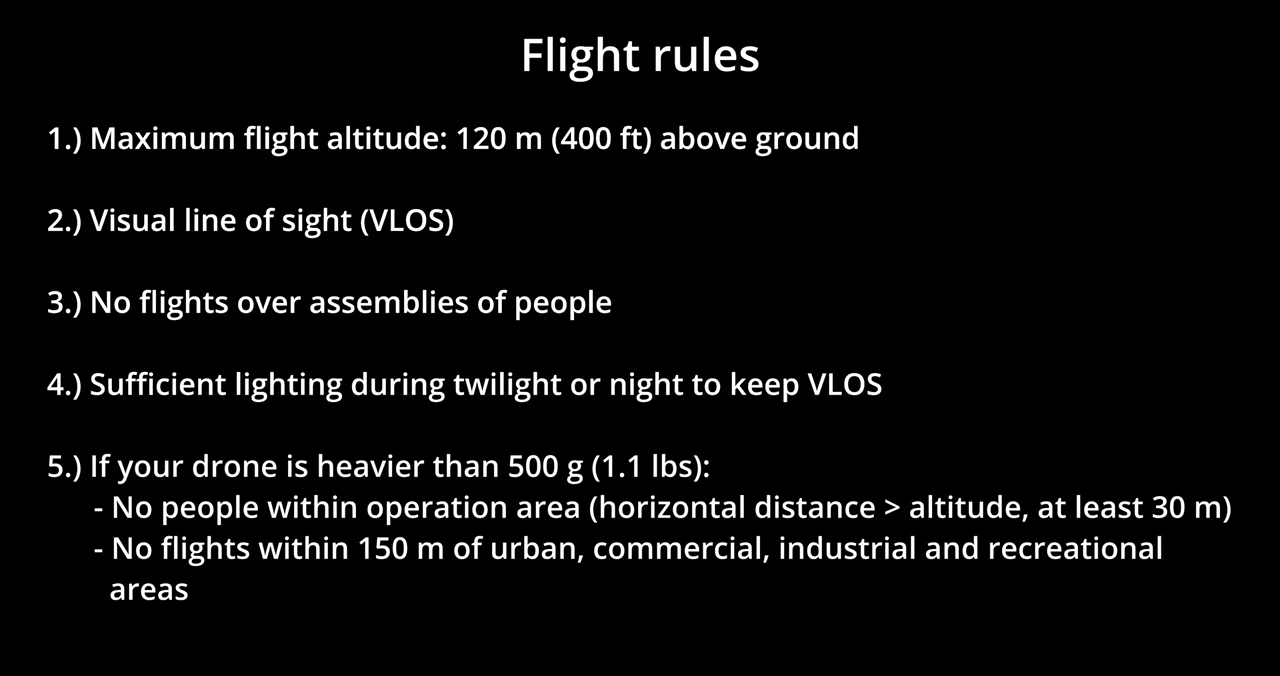 Flight rules
1.) Maximum flight altitude: 120 m (400 ft) above ground
2.) Visual line of sight (VLOS)
3.) No flights over assemblies of people
4.) Sufficient lighting during twilight or night to keep VLOS
5.) If your drone is heavier than 500 g (1.1 lbs):
- No people within operation area (horizontal distance > altitude, at least 30 m)
- No flights within 150 m of urban, commercial, industrial and recreational
areas